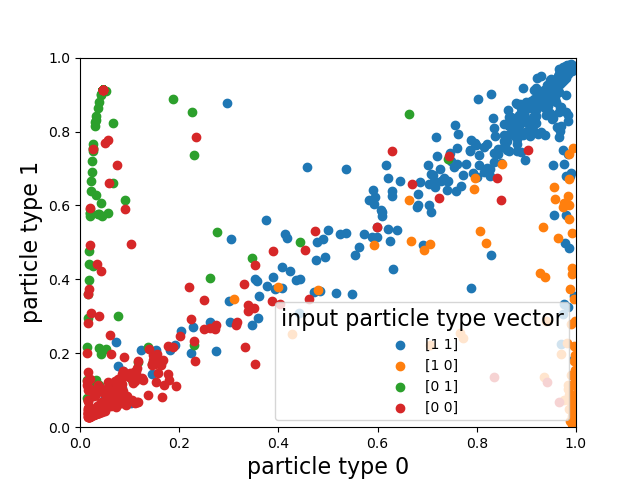 1.0
0.8
0.6
0.4
0.2
0.0
particle type 1
input particle type vector
[1 1]
[1 0]
[0 1]
[0 0]
0.0 0.2 0.4 0.6 0.8 1.0
particle type 0